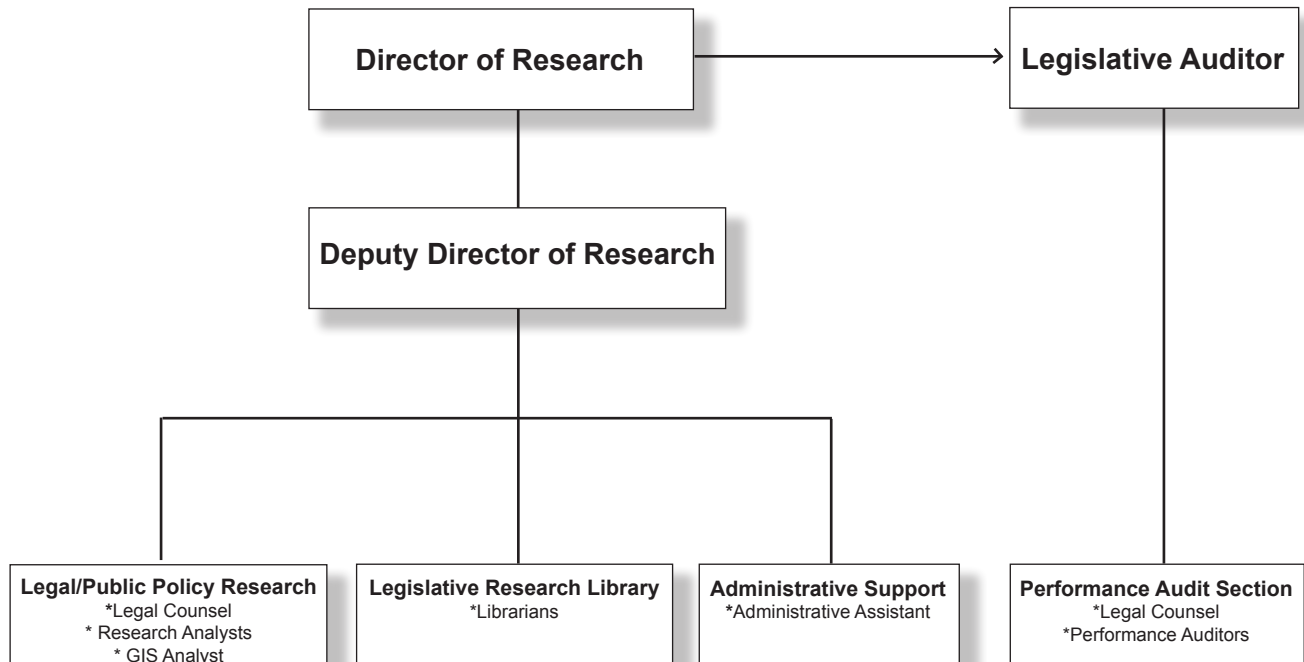 Director of Research
Legislative Auditor
Deputy Director of Research
Legal/Public Policy Research
*Legal Counsel
* Research Analysts
* GIS Analyst
Legislative Research Library
*Librarians
Administrative Support
*Administrative Assistant
Performance Audit Section
*Legal Counsel
*Performance Auditors